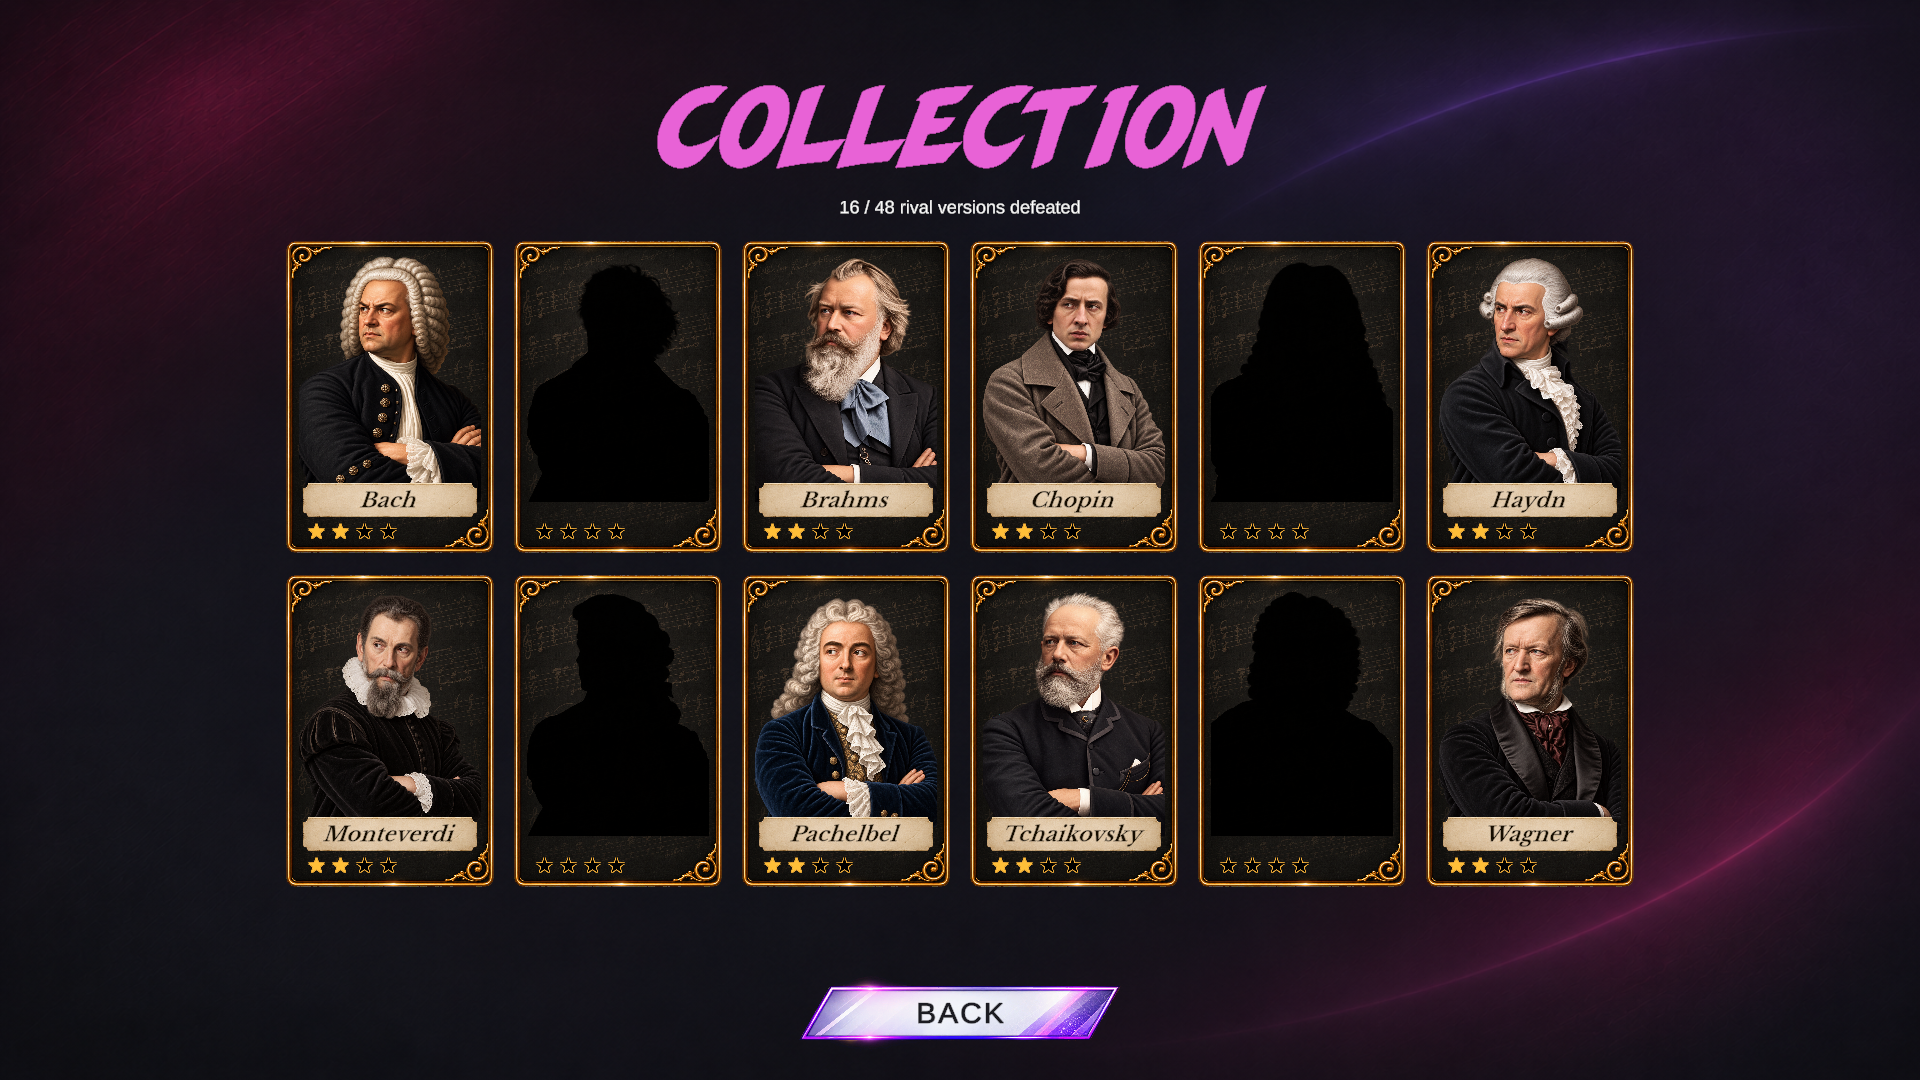 COLLECTION
16 / 48 rival versions defeated
Bach
Brahms
Chopin
Haydn
Monteverdi
Pachelbel
Tchaikovsky
Wagner
BACK